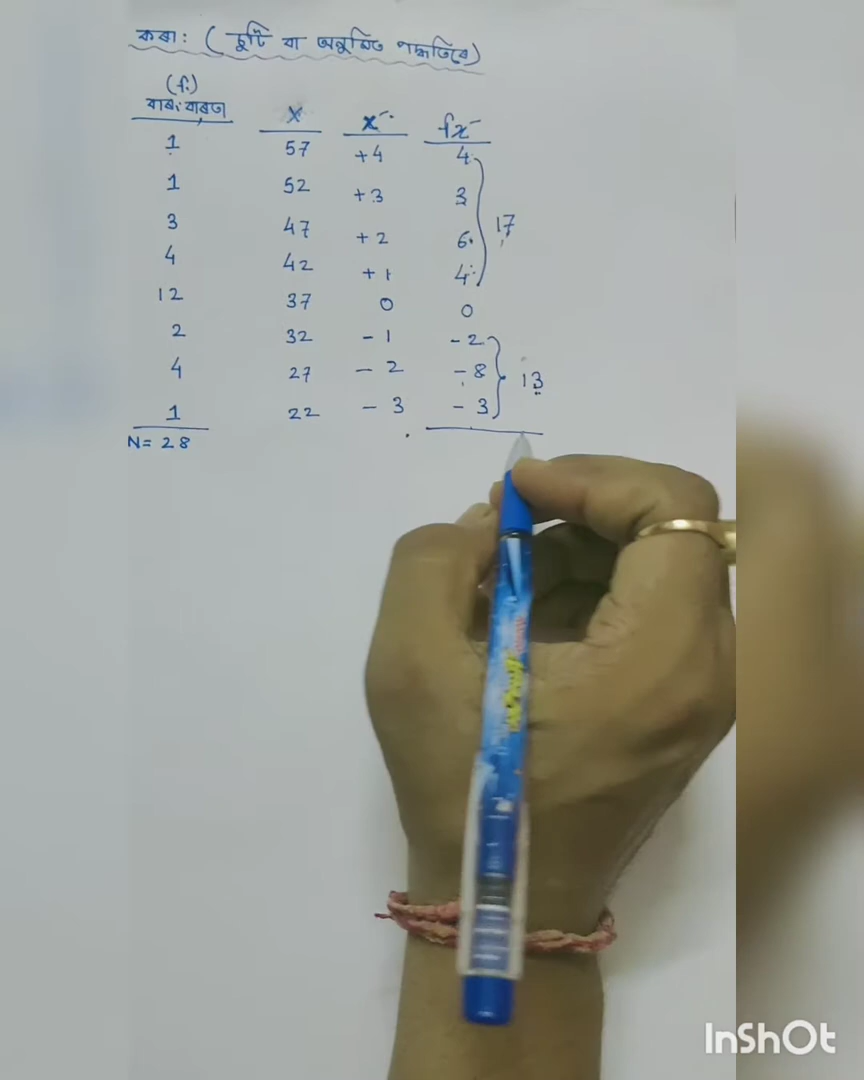 কৰা: ( চুটি বা অনুমিত পদ্ধতিৰে)
(f)
বাৰংবাৰতা X x′ fx′
1 57 +4 4
1 52 +3 3
3 47 +2 6 17
4 42 +1 4
12 37 0 0
2 32 -1 -2
4 27 -2 -8 13
1 22 -3 -3
N= 28
InShOt